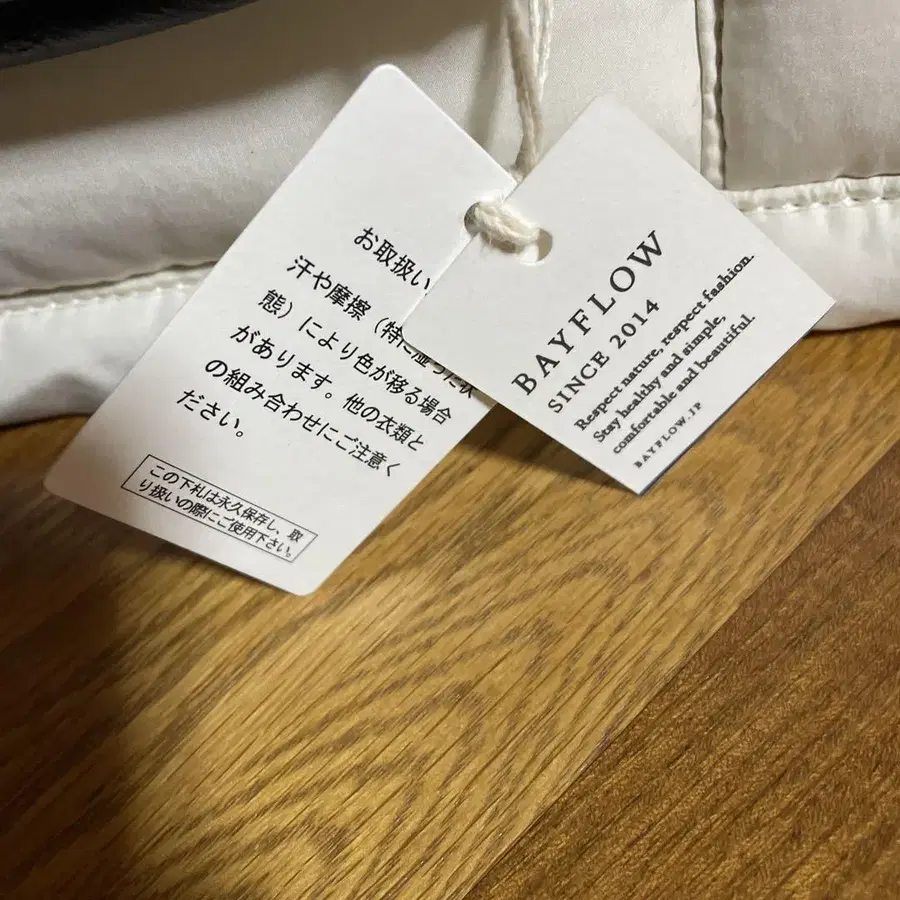 お取扱い
汗や摩擦（特に湿った状
態）により色が移る場合
があります。他の衣類と
の組み合わせにご注意く
ださい。
この下札は永久保存し、取
り扱いの際にご使用下さい。
BAYFLOW
SINCE 2014
Respect nature, respect fashion.
Stay healthy and simple,
comfortable and beautiful.
BAYFLOW.JP